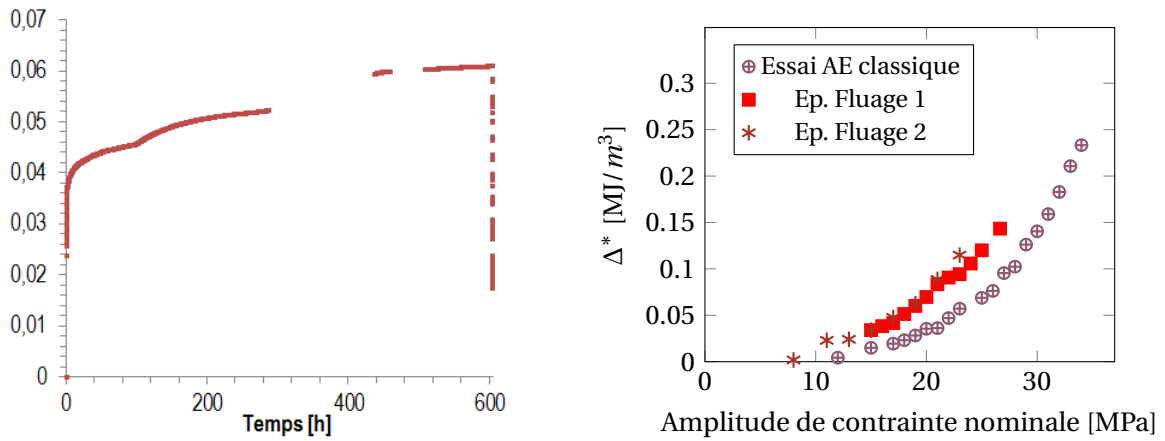 0,07
0,06
0,05
0,04
0,03
0,02
0,01
0
0 200 400 600
Temps [h]
Δ* [MJ/m³]
0.3
0.25
0.2
0.15
0.1
0.05
0
Essai AE classique
Ep. Fluage 1
Ep. Fluage 2
0 10 20 30
Amplitude de contrainte nominale [MPa]